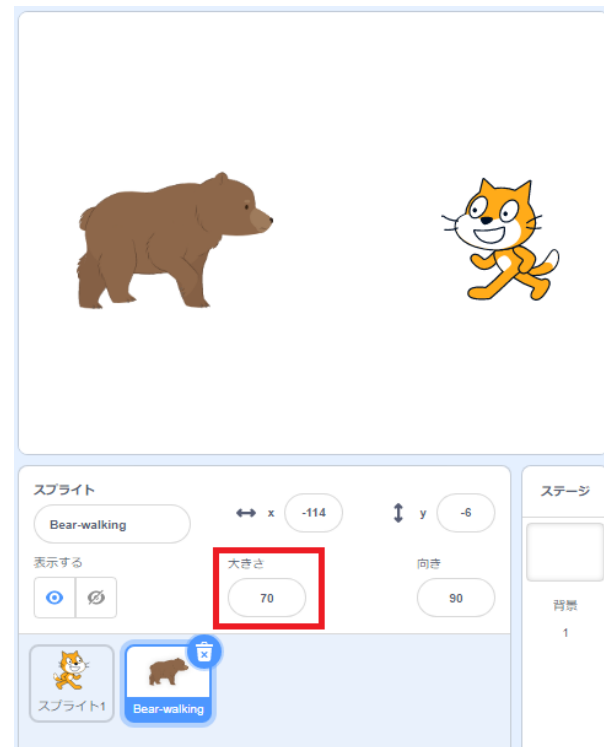 スプライト
ステージ
Bear-walking
x
-114
y
-6
表示する
大きさ
向き
70
90
背景
1
スプライト1
Bear-walking